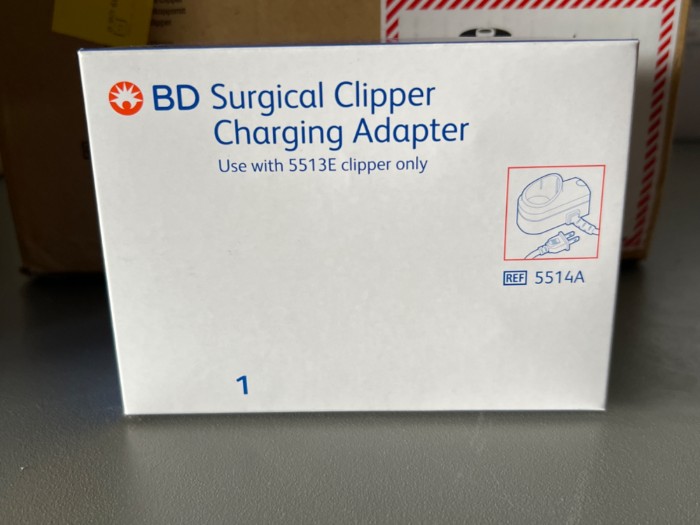 BD Surgical Clipper
Charging Adapter
Use with 5513E clipper only
REF 5514A
1